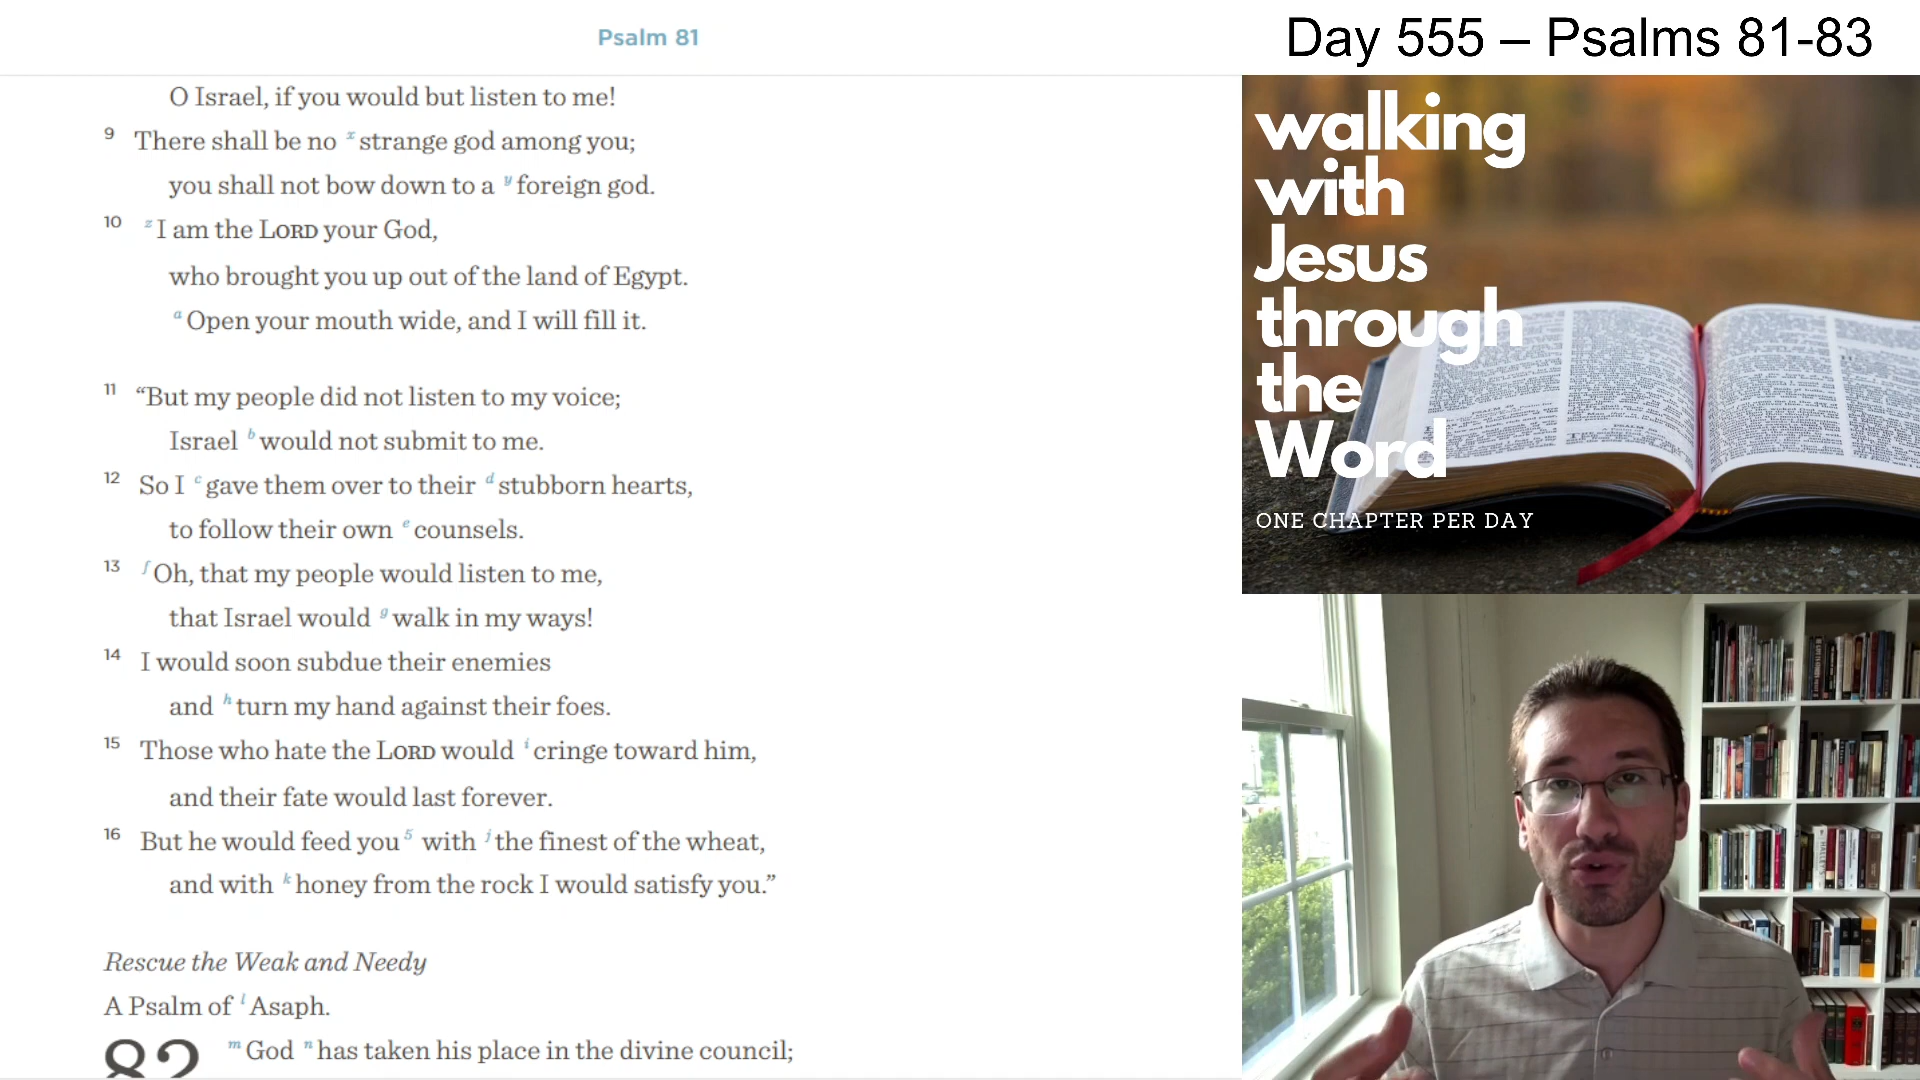 Psalm 81
Day 555 – Psalms 81-83
O Israel, if you would but listen to me!
9 There shall be no x strange god among you;
you shall not bow down to a y foreign god.
10 z I am the LORD your God,
who brought you up out of the land of Egypt.
a Open your mouth wide, and I will fill it.
11 “But my people did not listen to my voice;
Israel b would not submit to me.
12 So I c gave them over to their d stubborn hearts,
to follow their own e counsels.
13 f Oh, that my people would listen to me,
that Israel would g walk in my ways!
14 I would soon subdue their enemies
and h turn my hand against their foes.
15 Those who hate the LORD would i cringe toward him,
and their fate would last forever.
16 But he would feed you 5 with j the finest of the wheat,
and with k honey from the rock I would satisfy you.”
Rescue the Weak and Needy
A Psalm of l Asaph.
82 m God n has taken his place in the divine council;
walking
with
Jesus
through
the
Word
ONE CHAPTER PER DAY